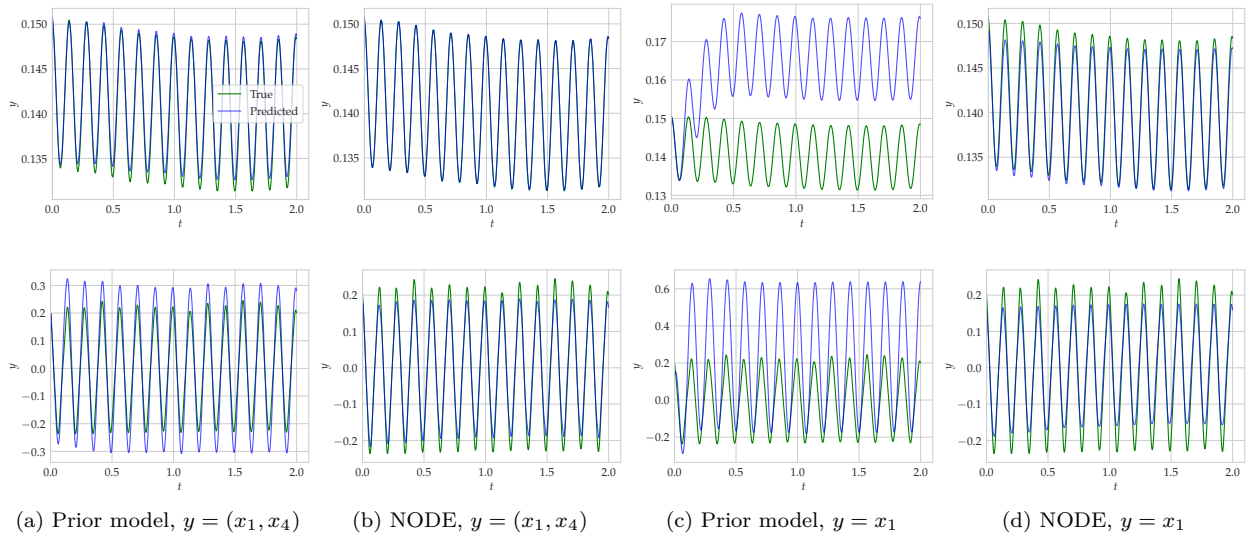 0.150
0.145
0.140
0.135
y
0.0 0.5 1.0 1.5 2.0
t
True
Predicted
0.150
0.145
0.140
0.135
y
0.0 0.5 1.0 1.5 2.0
t
0.17
0.16
0.15
0.14
0.13
y
0.0 0.5 1.0 1.5 2.0
t
0.150
0.145
0.140
0.135
y
0.0 0.5 1.0 1.5 2.0
t
0.3
0.2
0.1
0.0
−0.1
−0.2
−0.3
y
0.0 0.5 1.0 1.5 2.0
t
0.2
0.1
0.0
−0.1
−0.2
y
0.0 0.5 1.0 1.5 2.0
t
0.6
0.4
0.2
0.0
−0.2
y
0.0 0.5 1.0 1.5 2.0
t
0.2
0.1
0.0
−0.1
−0.2
y
0.0 0.5 1.0 1.5 2.0
t
(a) Prior model, y = (x₁, x₄)
(b) NODE, y = (x₁, x₄)
(c) Prior model, y = x₁
(d) NODE, y = x₁